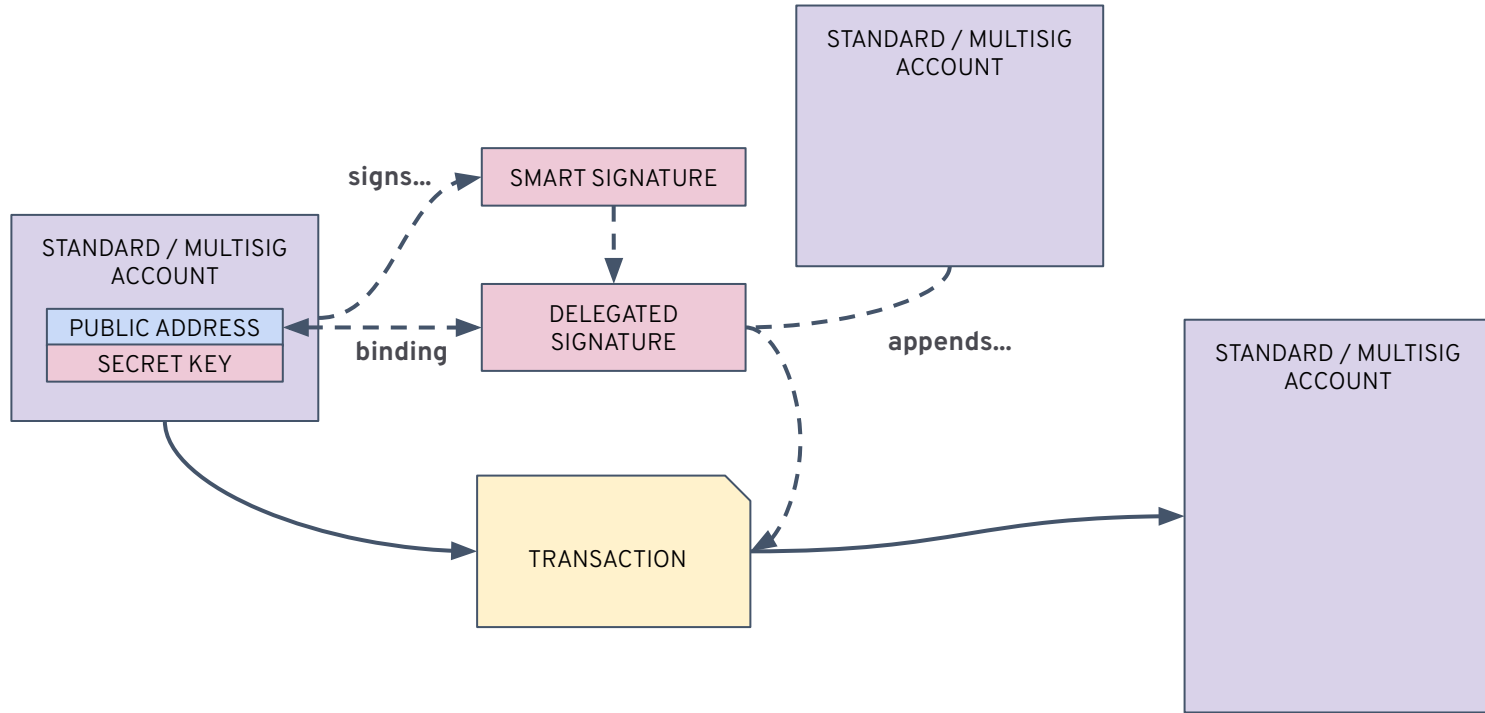 STANDARD / MULTISIG
ACCOUNT
signs...
SMART SIGNATURE
STANDARD / MULTISIG
ACCOUNT
PUBLIC ADDRESS
SECRET KEY
binding
DELEGATED
SIGNATURE
appends...
STANDARD / MULTISIG
ACCOUNT
TRANSACTION